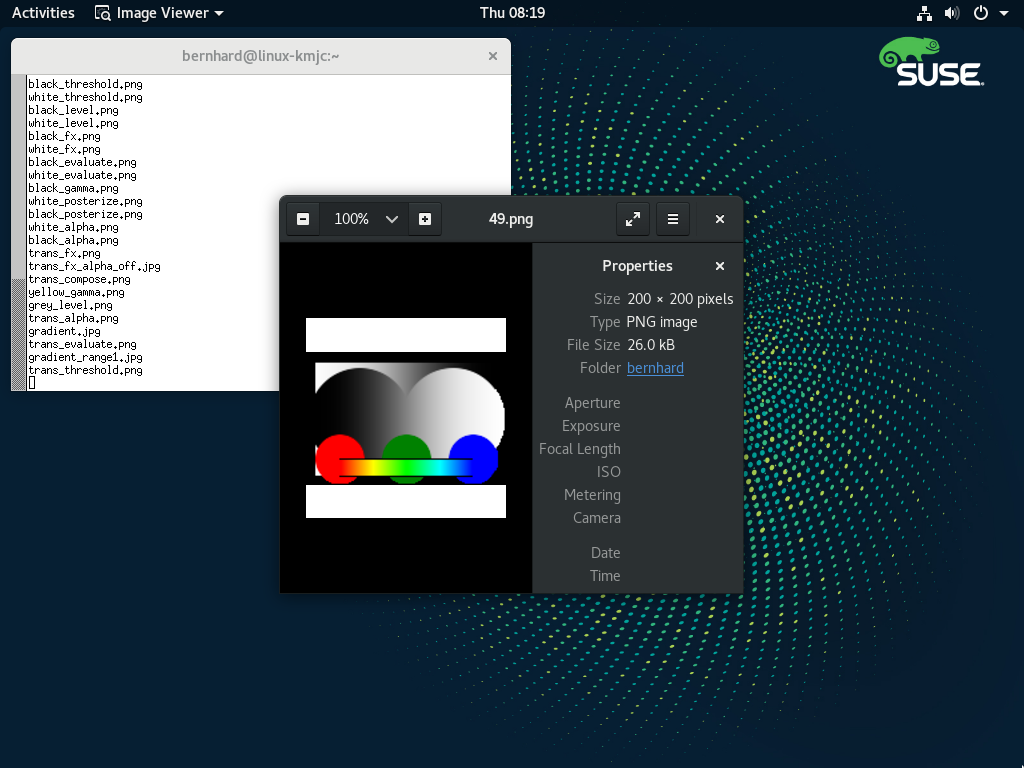 Activities Image Viewer Thu 08:19
SUSE
bernhard@linux-kmjc:~
black_threshold.png
white_threshold.png
black_level.png
white_level.png
black_fx.png
white_fx.png
black_evaluate.png
white_evaluate.png
black_gamma.png
white_posterize.png
black_posterize.png
white_alpha.png
black_alpha.png
trans_fx.png
trans_fx_alpha_off.jpg
trans_compose.png
yellow_gamma.png
grey_level.png
trans_alpha.png
gradient.jpg
trans_evaluate.png
gradient_range1.jpg
trans_threshold.png
100% 49.png
Properties
Size 200 × 200 pixels
Type PNG image
File Size 26.0 kB
Folder bernhard
Aperture
Exposure
Focal Length
ISO
Metering
Camera
Date
Time